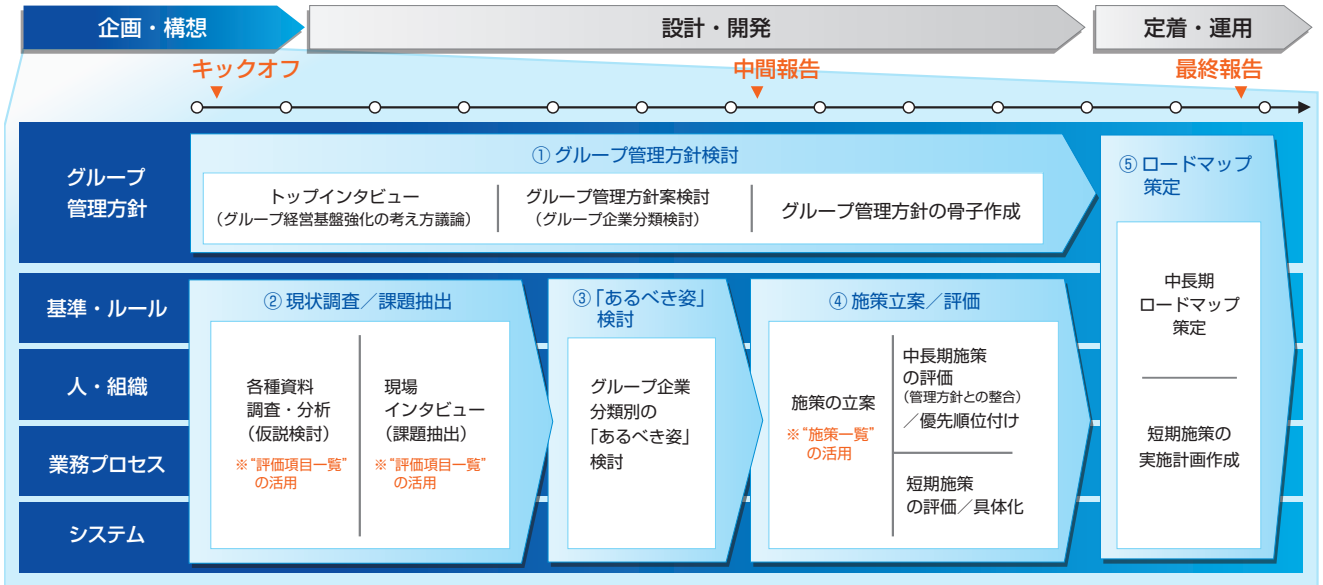 企画・構想
設計・開発
定着・運用
キックオフ
中間報告
最終報告
グループ
管理方針
① グループ管理方針検討
トップインタビュー
（グループ経営基盤強化の考え方議論）
グループ管理方針案検討
（グループ企業分類検討）
グループ管理方針の骨子作成
⑤ ロードマップ
策定
中長期
ロードマップ
策定
短期施策の
実施計画作成
基準・ルール
人・組織
業務プロセス
システム
② 現状調査／課題抽出
各種資料
調査・分析
（仮説検討）
※“評価項目一覧”
の活用
現場
インタビュー
（課題抽出）
※“評価項目一覧”
の活用
③「あるべき姿」
検討
グループ企業
分類別の
「あるべき姿」
検討
④ 施策立案／評価
施策の立案
※“施策一覧”
の活用
中長期施策
の評価
（管理方針との整合）
／優先順位付け
短期施策
の評価／具体化